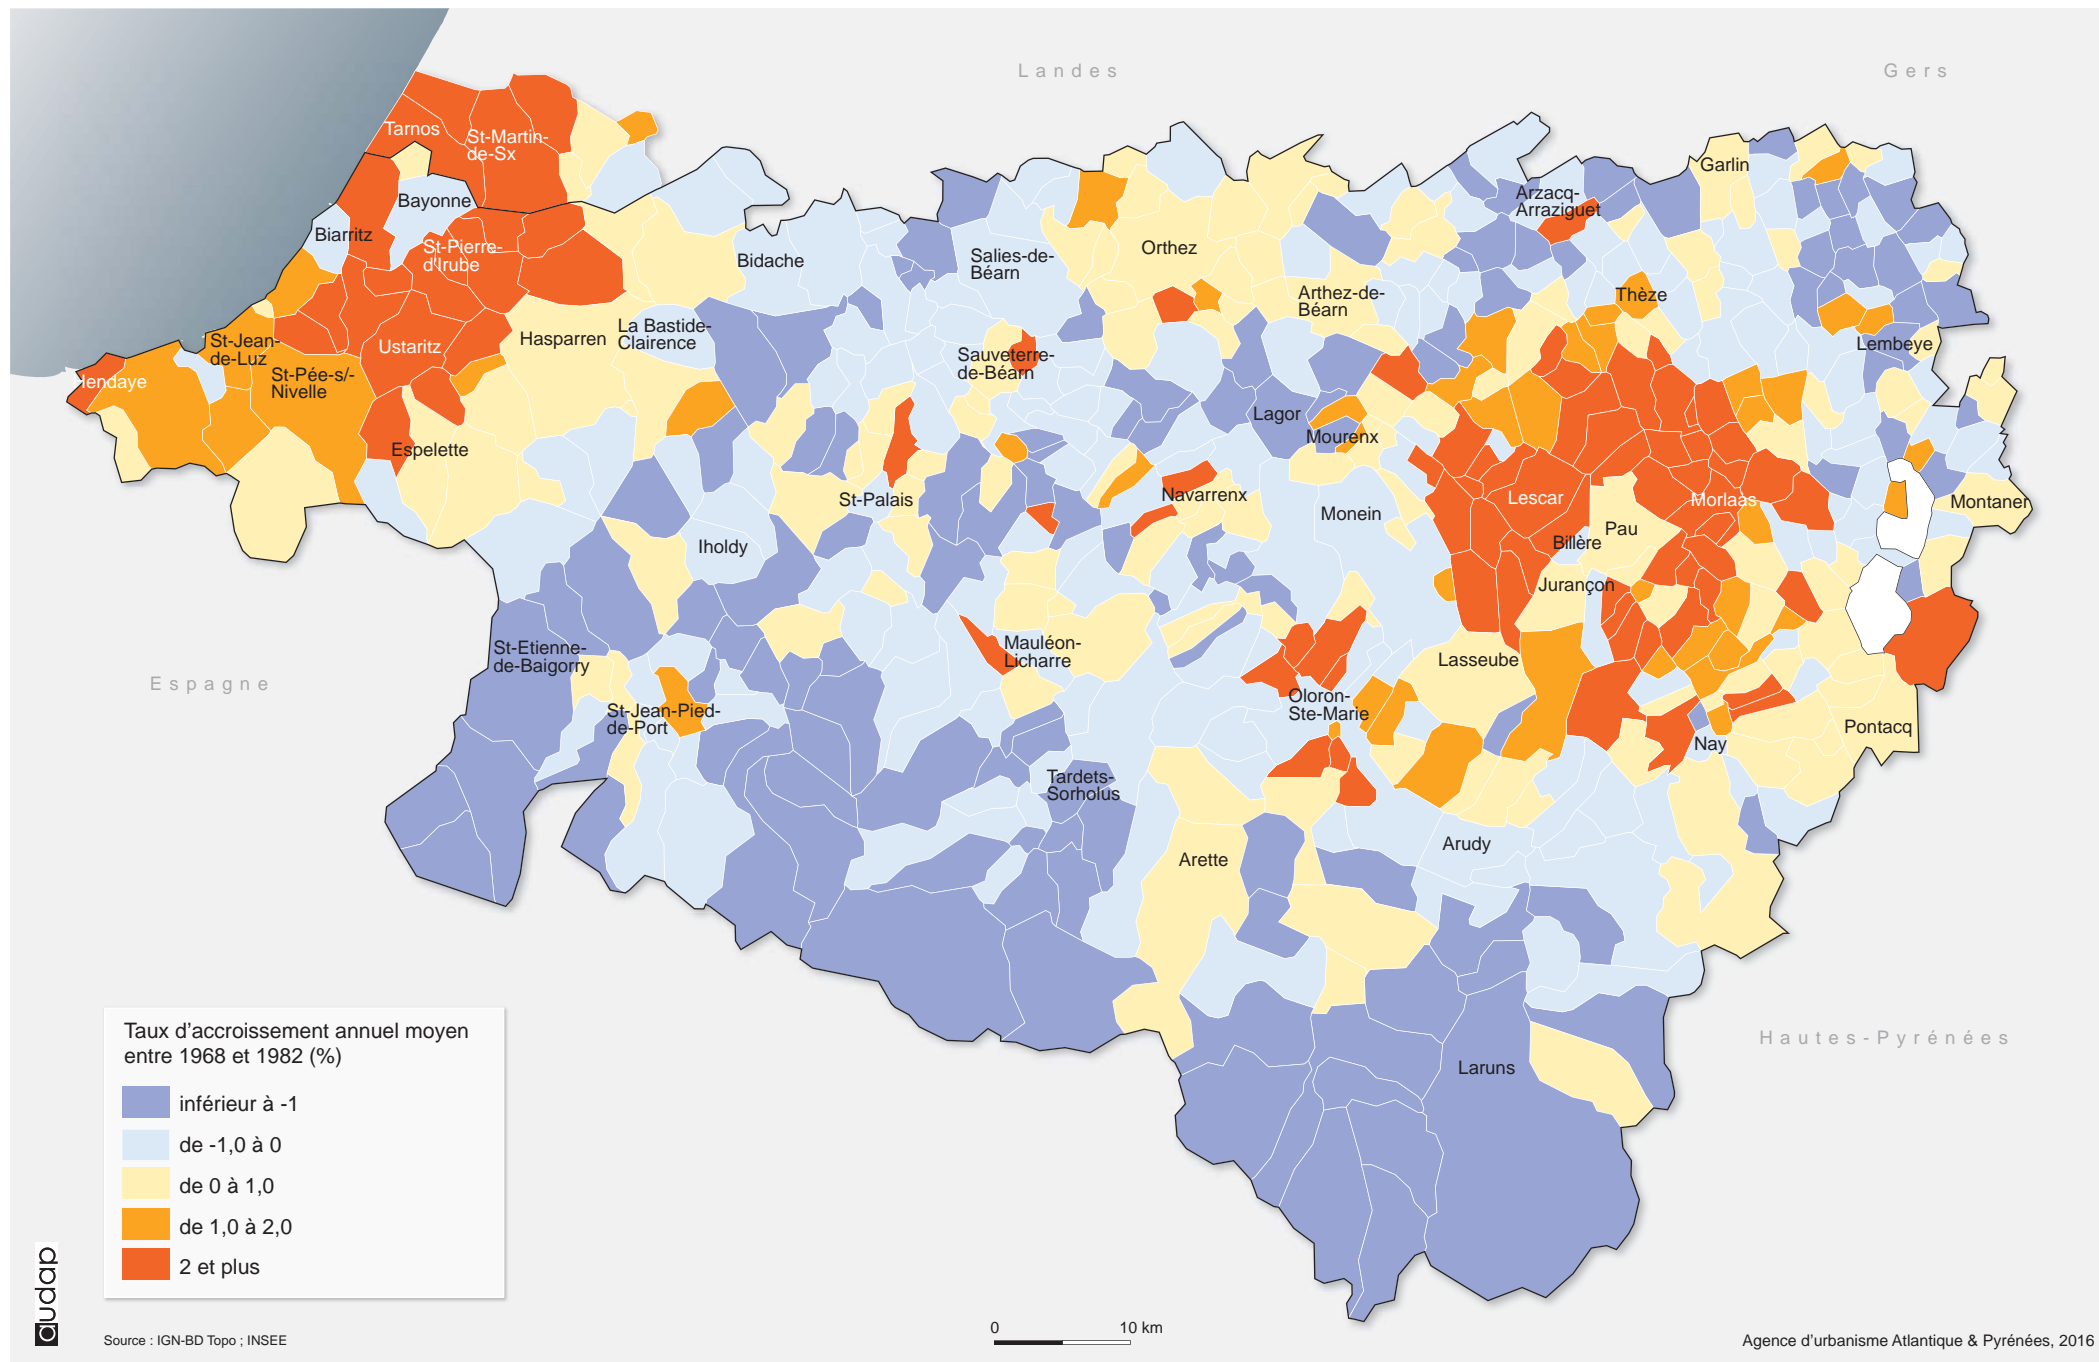 Landes
Gers
Tarnos
St-Martin-
de-Sx
Garlin
Bayonne
Arzacq-
Arraziguet
Biarritz
St-Pierre-
d'Irube
Bidache
Salies-de-
Béarn
Orthez
Arthez-de-
Béarn
Thèze
St-Jean-
de-Luz
Ustaritz
Hasparren
La Bastide-
Clairence
Sauveterre-
de-Béarn
Lembeye
Hendaye
St-Pée-s/-
Nivelle
Lagor
Mourenx
Espelette
St-Palais
Navarrenx
Monein
Lescar
Morlaàs
Montaner
Pau
Billère
Iholdy
Jurançon
St-Etienne-
de-Baigorry
Mauléon-
Licharre
Lasseube
Espagne
St-Jean-Pied-
de-Port
Oloron-
Ste-Marie
Nay
Pontacq
Tardets-
Sorholus
Arette
Arudy
Laruns
Hautes-Pyrénées
Taux d'accroissement annuel moyen
entre 1968 et 1982 (%)
inférieur à -1
de -1,0 à 0
de 0 à 1,0
de 1,0 à 2,0
2 et plus
audap
Source : IGN-BD Topo ; INSEE
0 10 km
Agence d'urbanisme Atlantique & Pyrénées, 2016